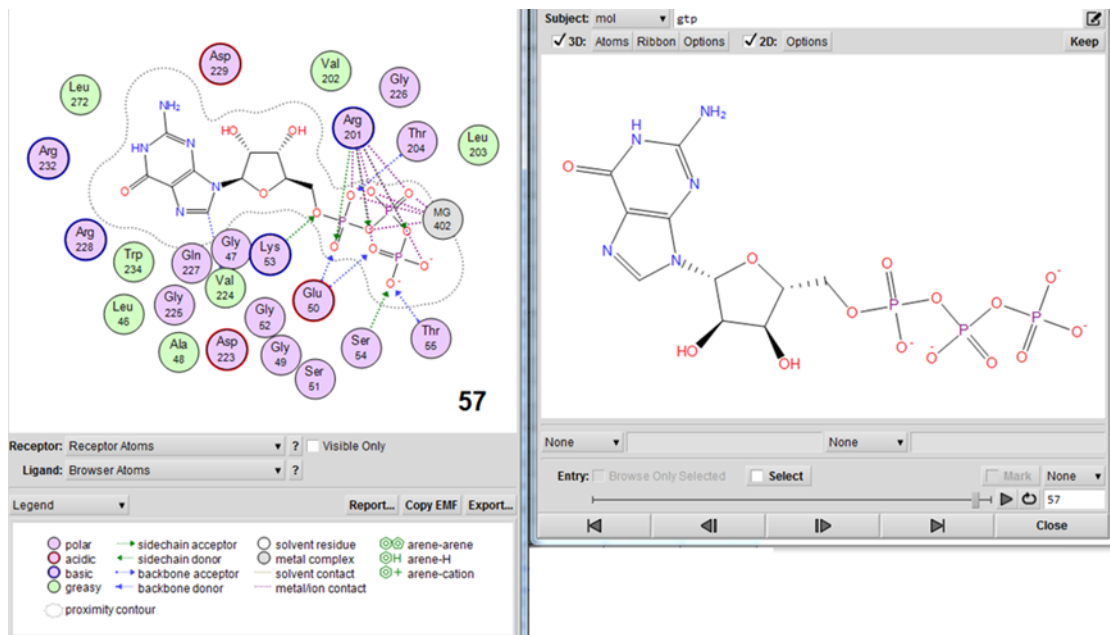 Subject: mol gtp
3D: Atoms Ribbon Options 2D: Options Keep
Asp
229
Val
202
Gly
226
Leu
272
NH₂
Arg
201
Thr
204
Leu
203
HO
OH
Arg
232
HN
N
O
N
N
O
O
O
O
O
P
P
O
O
P
O⁻
O⁻
MG
402
Arg
228
Gly
47
Lys
53
Trp
234
Gln
227
Val
224
Glu
50
Gly
225
Leu
46
Gly
52
Thr
55
Ala
48
Asp
223
Gly
49
Ser
54
Ser
51
57
H
N
NH₂
O
N
N
N
O
O
P
O
O
O⁻
P
O
P
O⁻
O⁻
O⁻
O
O
HO
OH
None None
Receptor: Receptor Atoms ? Visible Only
Ligand: Browser Atoms ?
Entry: Browse Only Selected Select Mark None
57
Close
Legend Report... Copy EMF Export...
polar sidechain acceptor solvent residue arene-arene
acidic sidechain donor metal complex H arene-H
basic backbone acceptor solvent contact + arene-cation
greasy backbone donor metal/ion contact
proximity contour